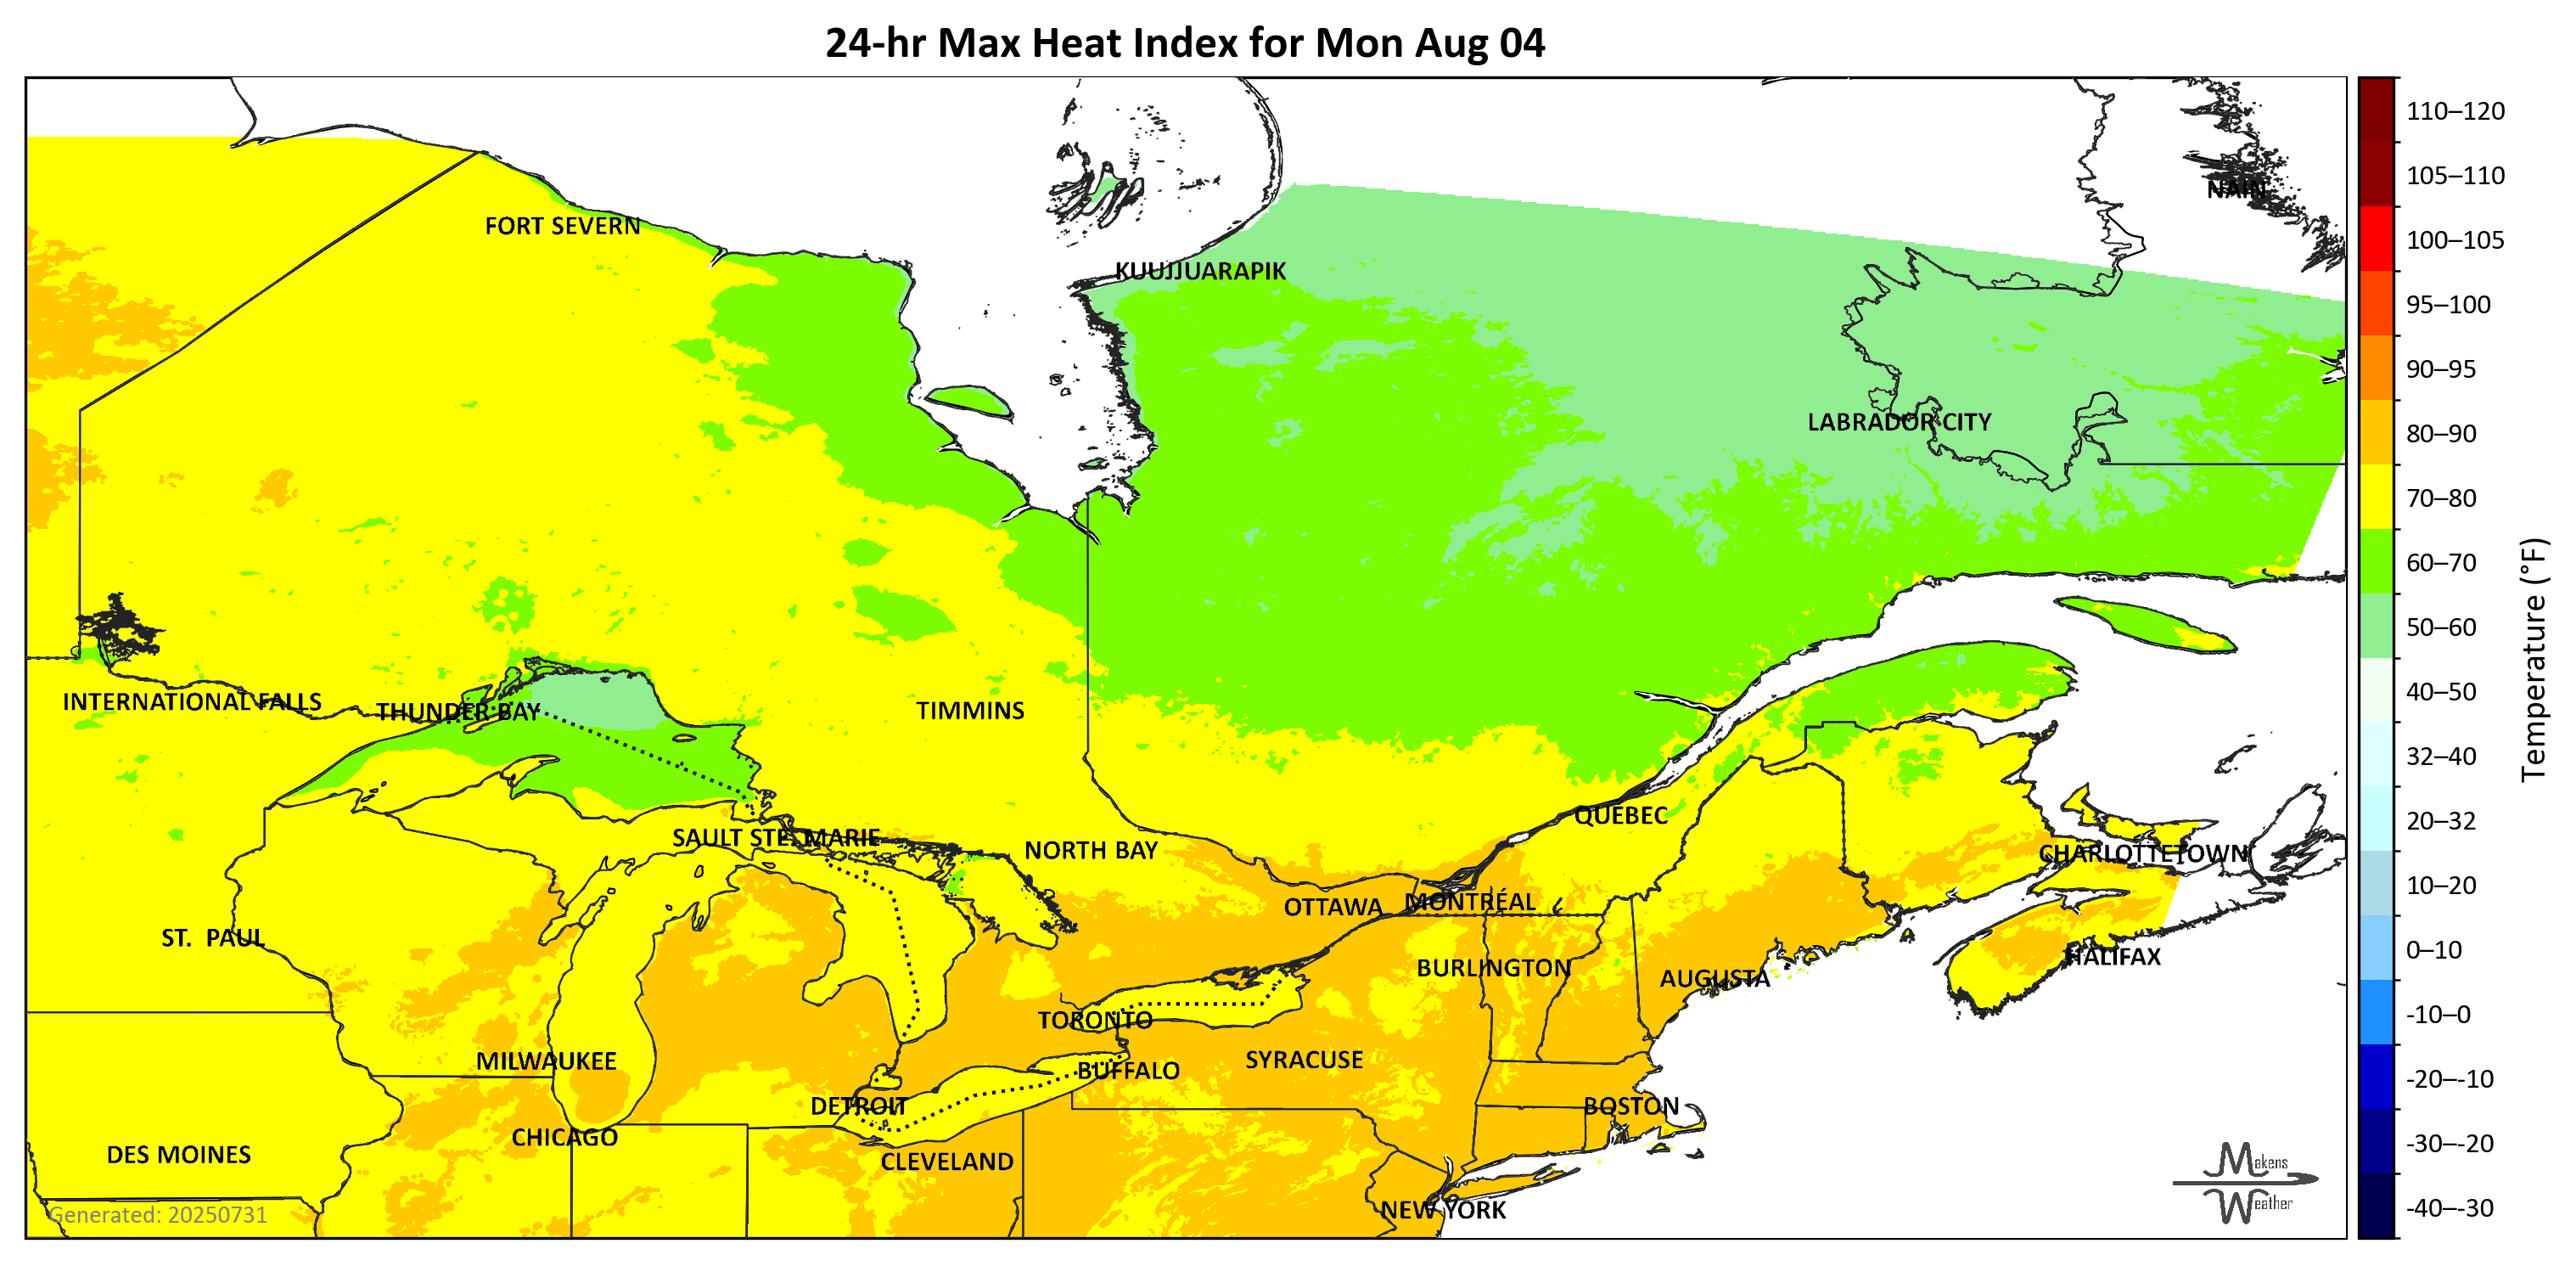 24-hr Max Heat Index for Mon Aug 04
NAIN
FORT SEVERN
KUUJJUARAPIK
LABRADOR CITY
INTERNATIONAL FALLS
THUNDER BAY
TIMMINS
QUEBEC
SAULT STE. MARIE
NORTH BAY
CHARLOTTETOWN
OTTAWA
MONTRÉAL
ST.  PAUL
HALIFAX
BURLINGTON
AUGUSTA
TORONTO
MILWAUKEE
SYRACUSE
BUFFALO
DETROIT
BOSTON
CHICAGO
DES MOINES
CLEVELAND
NEW YORK
Generated: 20250731
Makens
Weather
110–120
105–110
100–105
95–100
90–95
80–90
70–80
60–70
50–60
40–50
32–40
20–32
10–20
0–10
-10–0
-20–-10
-30–-20
-40–-30
Temperature (°F)